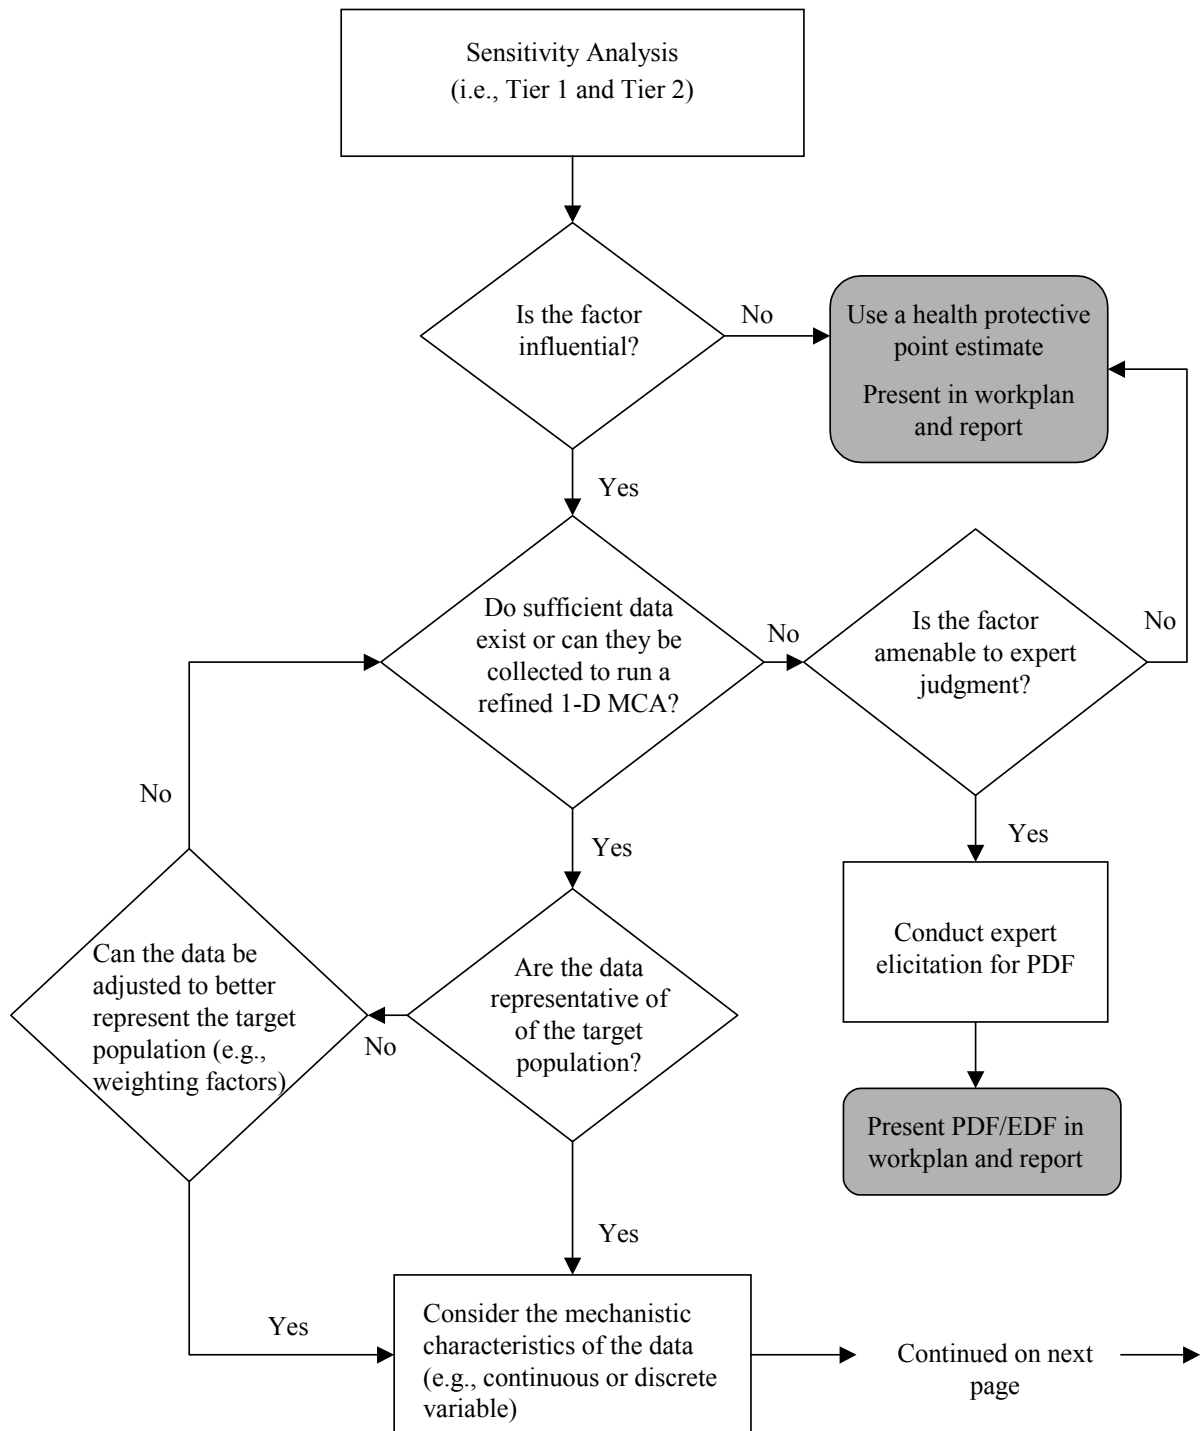 Sensitivity Analysis
(i.e., Tier 1 and Tier 2)
Is the factor
influential?
No
Use a health protective
point estimate
Present in workplan
and report
Yes
Do sufficient data
exist or can they be
collected to run a
refined 1-D MCA?
No
Is the factor
amenable to expert
judgment?
No
No
Yes
Yes
Can the data be
adjusted to better
represent the target
population (e.g.,
weighting factors)
No
Are the data
representative of
of the target
population?
Conduct expert
elicitation for PDF
Present PDF/EDF in
workplan and report
Yes
Yes
Consider the mechanistic
characteristics of the data
(e.g., continuous or discrete
variable)
Continued on next
page